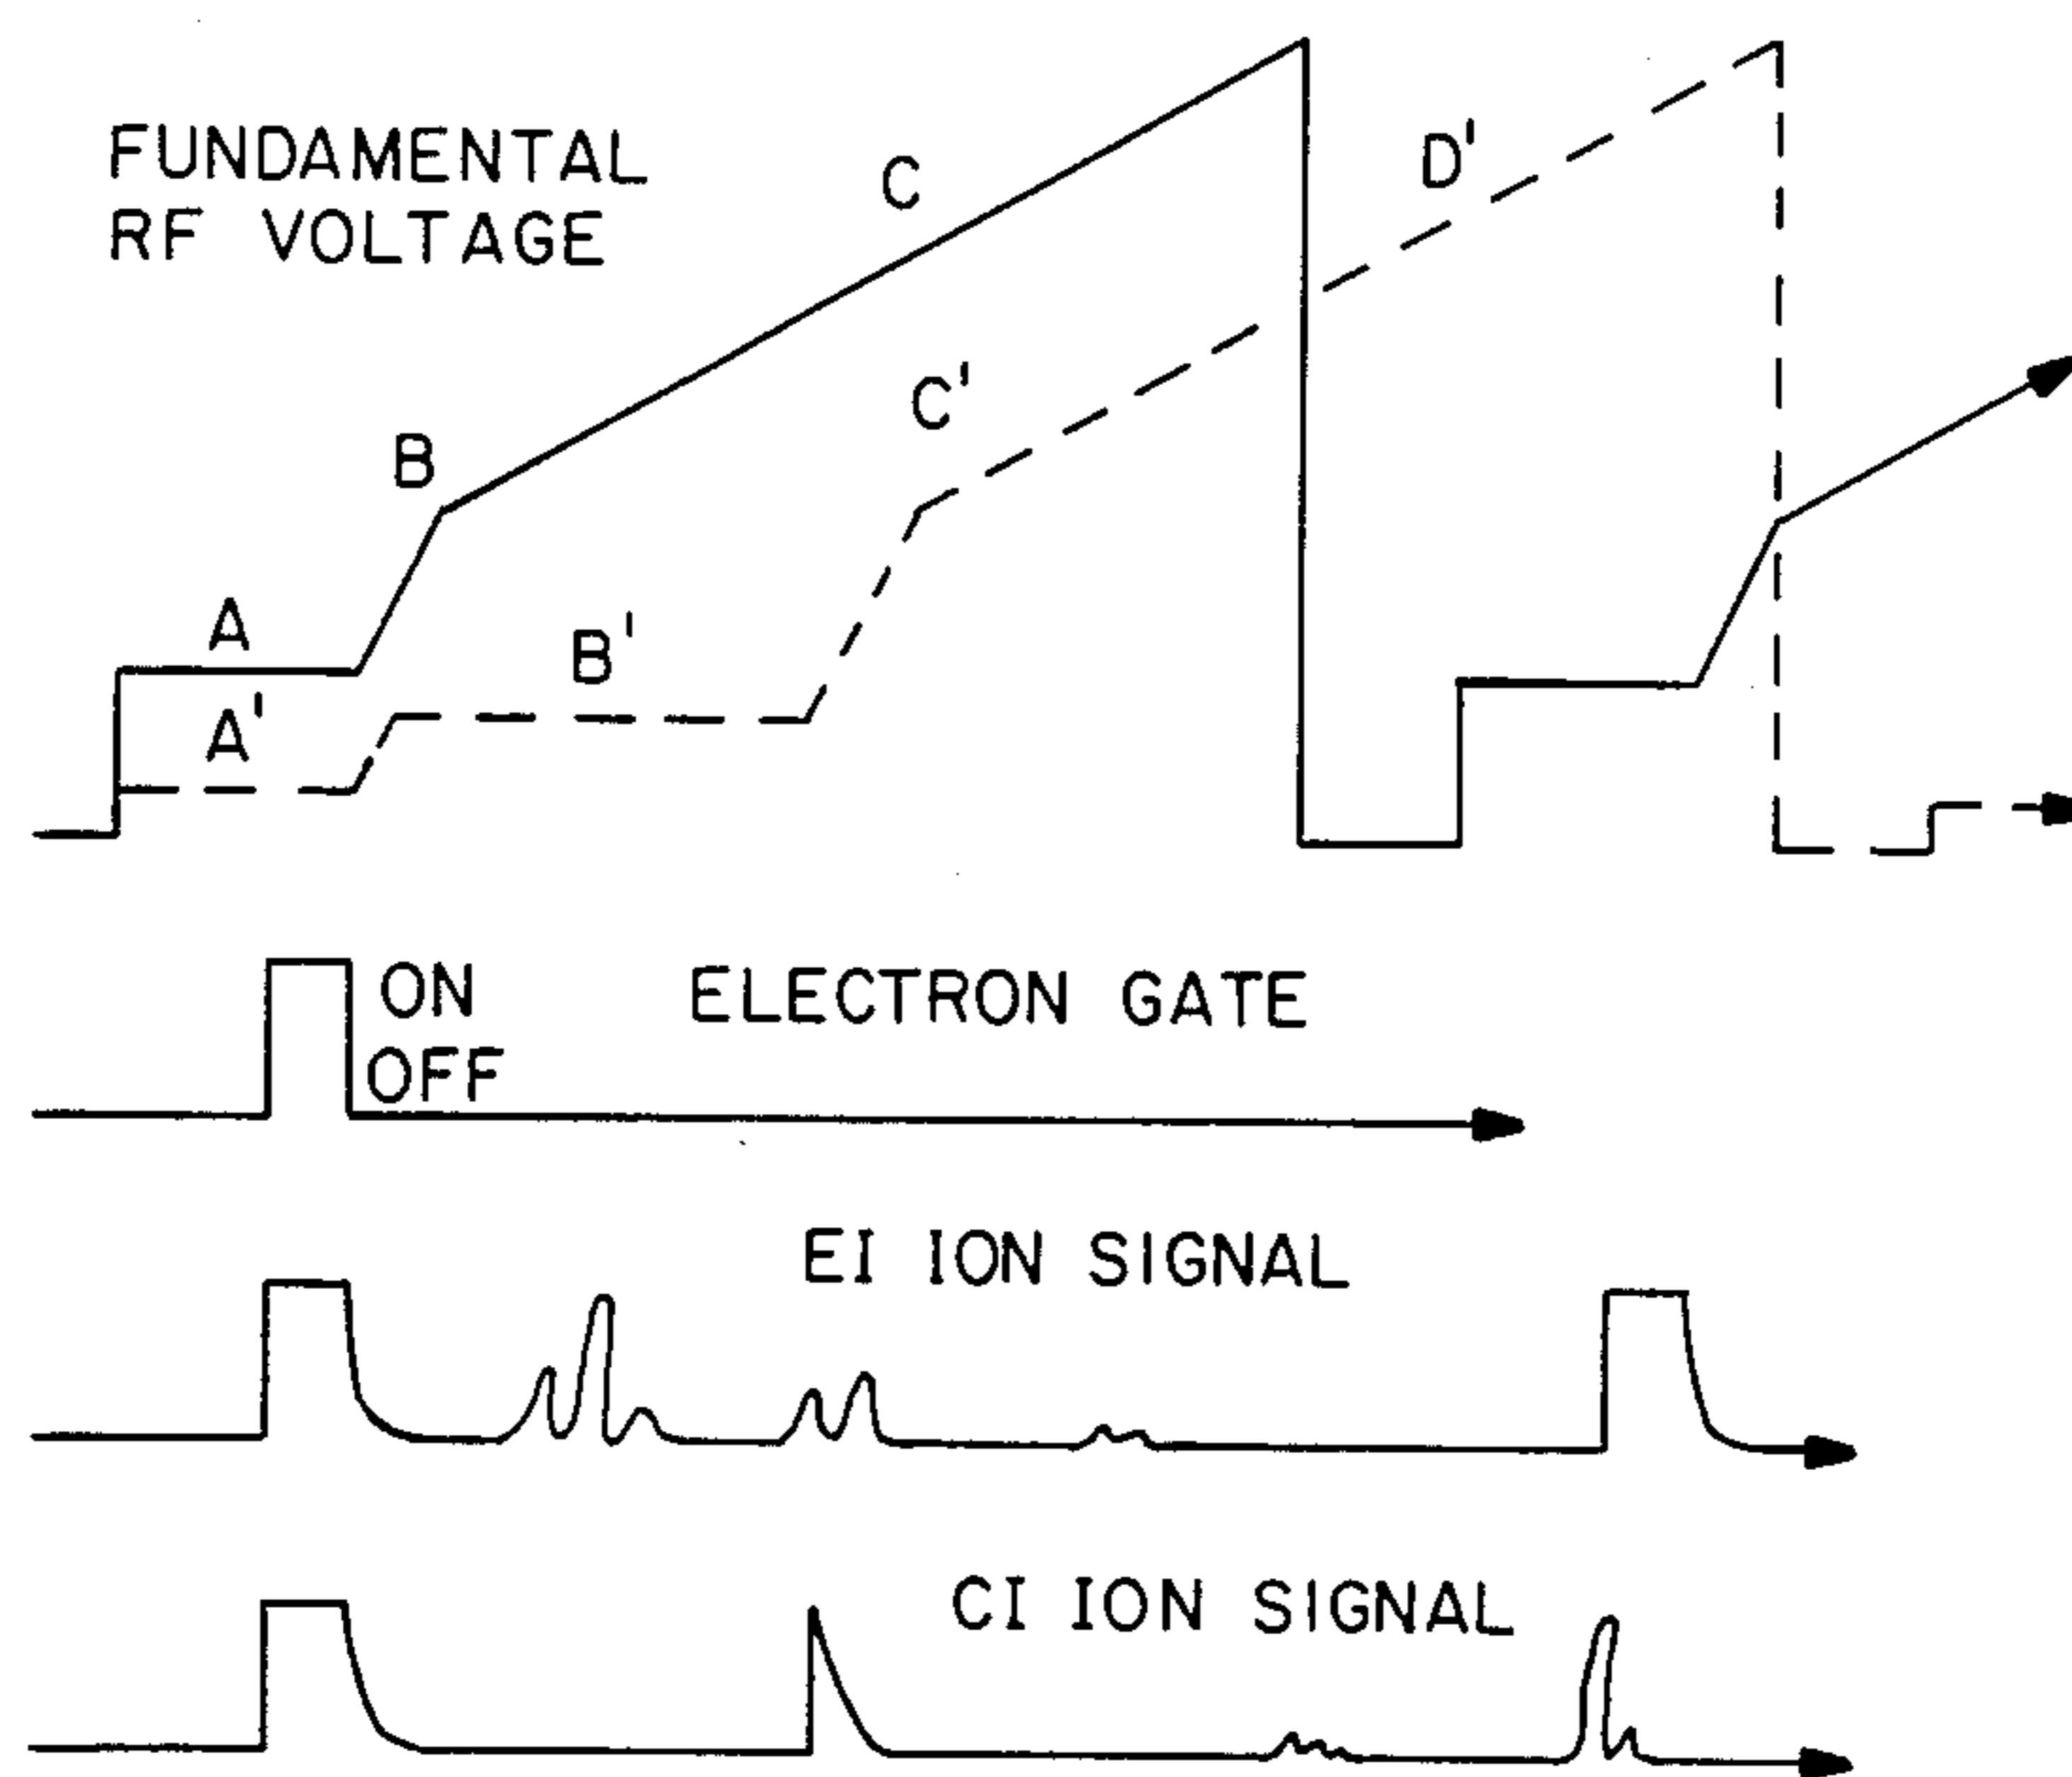 FUNDAMENTAL
RF VOLTAGE
C
D'
B
C'
A
B'
A'
ON
OFF
ELECTRON GATE
EI ION SIGNAL
CI ION SIGNAL